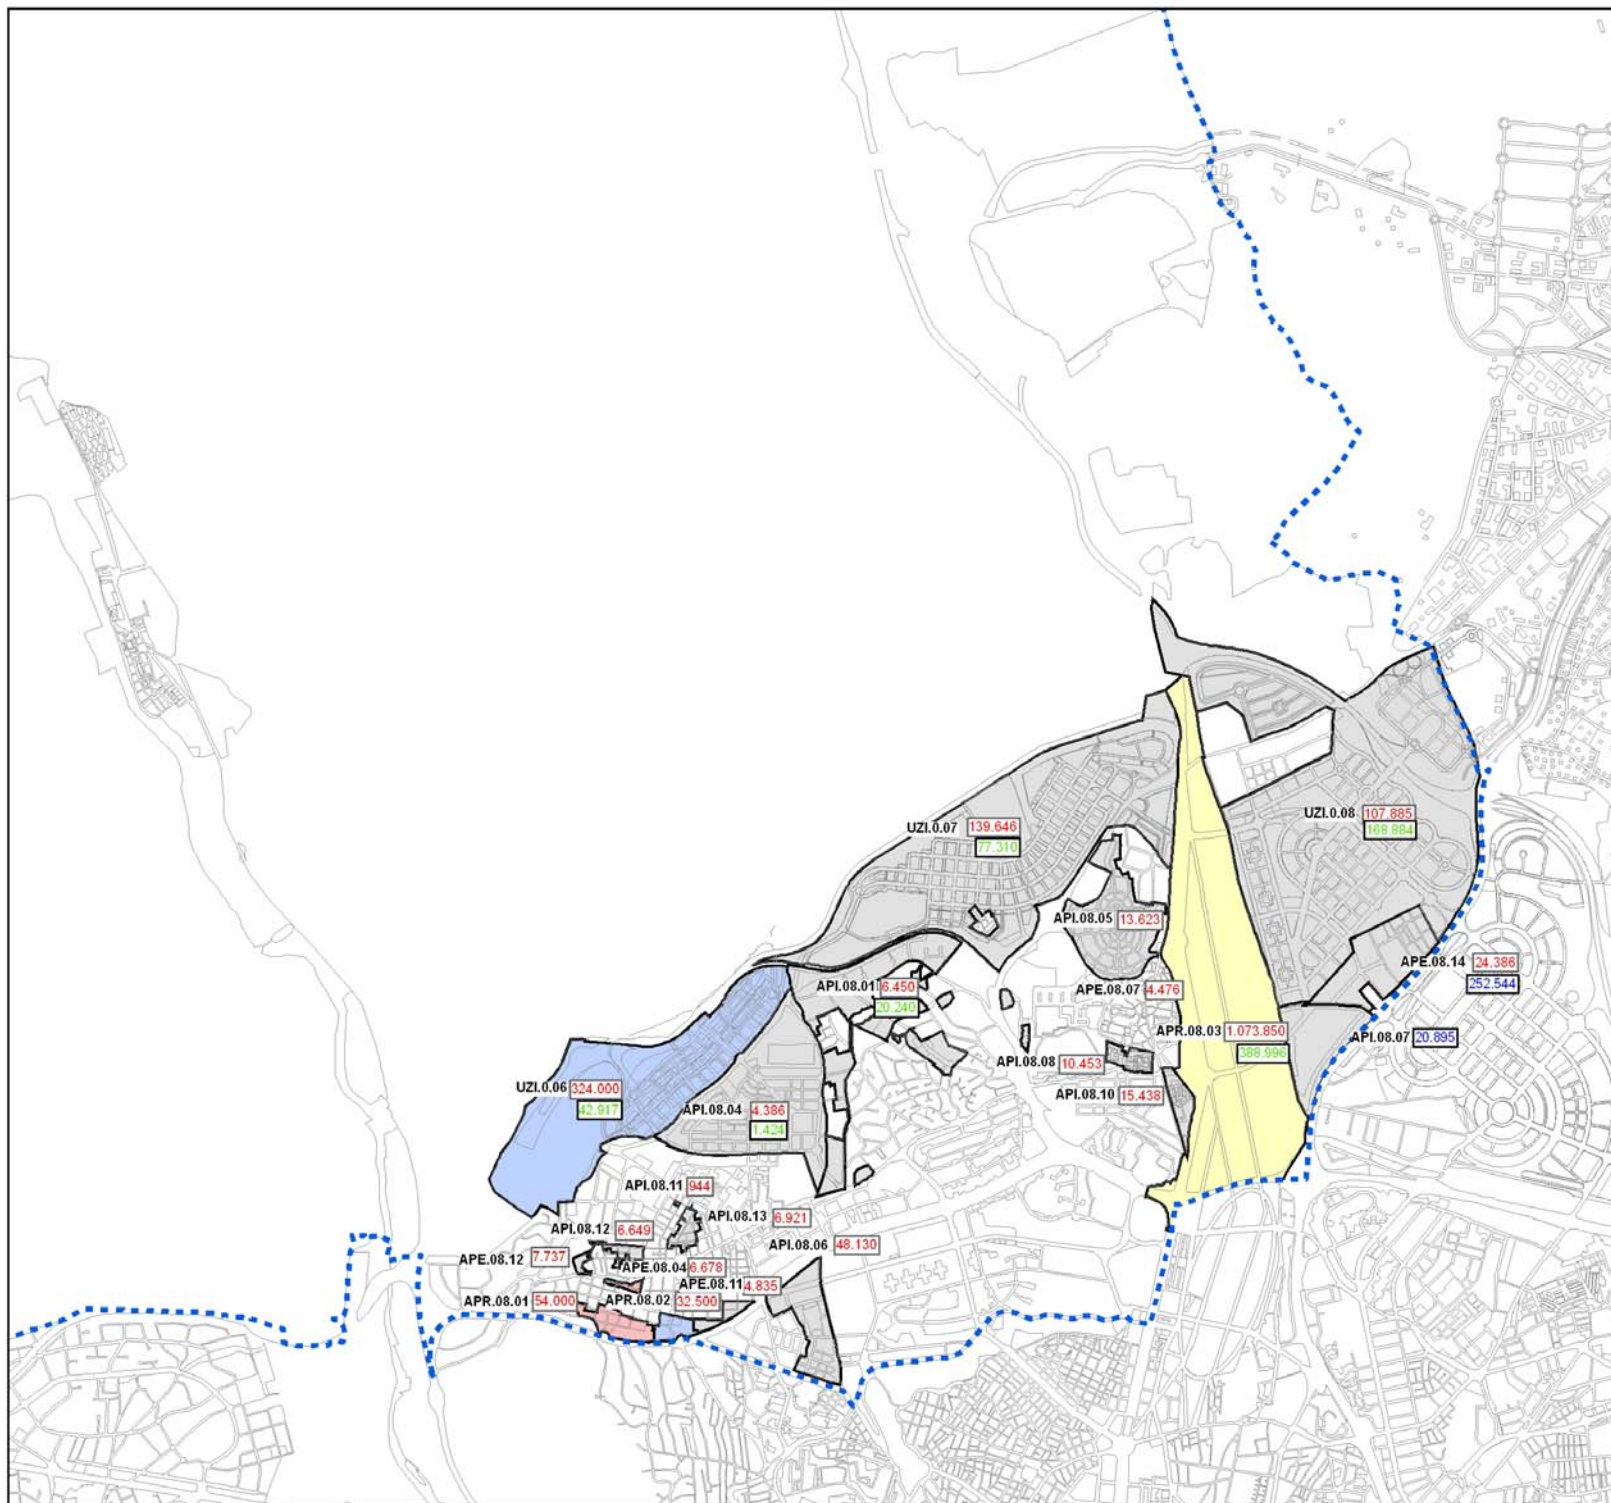 UZI.0.07 139.646
77.310
UZI.0.08 107.885
168.884
API.08.05 13.623
APE.08.14 24.386
252.544
API.08.01 6.450
20.240
APE.08.07 4.476
APR.08.03 1.073.850
388.996
API.08.07 20.895
API.08.08 10.453
UZI.0.06 324.000
42.917
API.08.10 15.438
API.08.04 4.386
1.424
API.08.11 944
API.08.13 6.921
API.08.12 6.649
API.08.06 48.130
APE.08.12 7.737
APE.08.04 6.678
APE.08.11 4.835
APR.08.01 54.000
APR.08.02 32.500